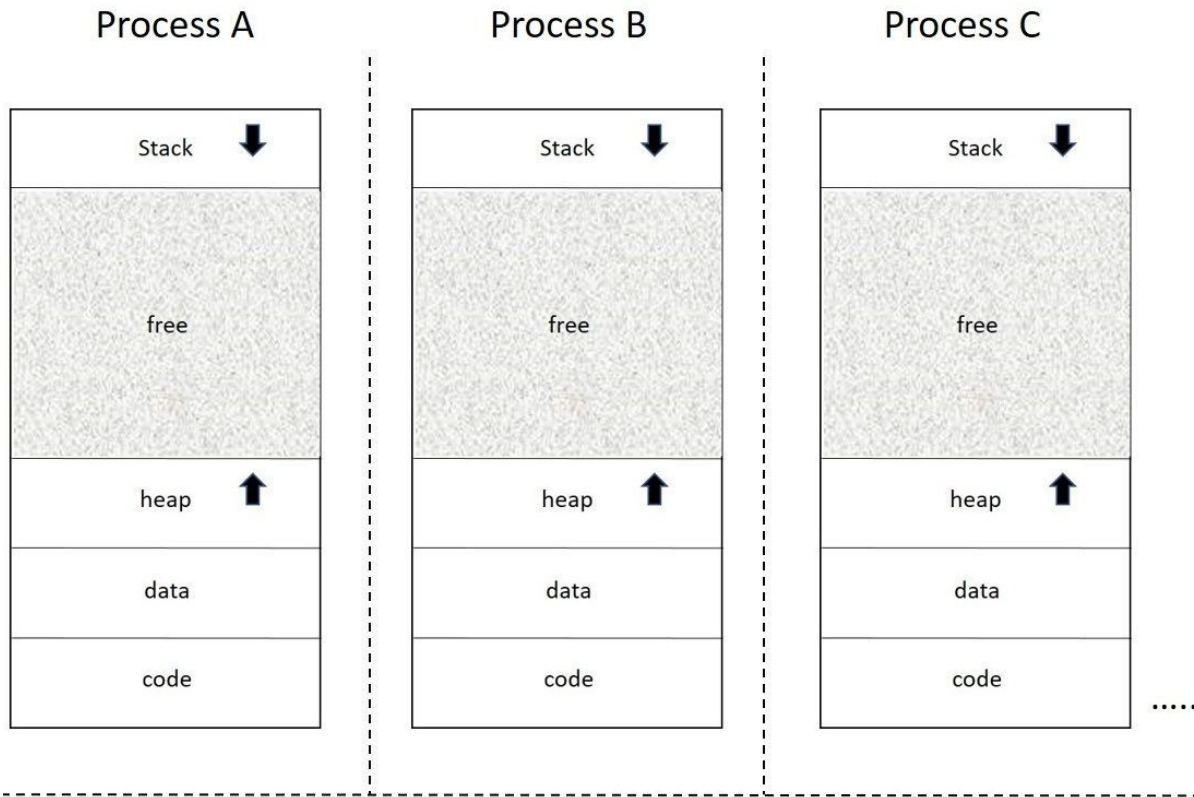 Process A
Process B
Process C
Stack
Stack
Stack
free
free
free
heap
heap
heap
data
data
data
code
code
code
.....